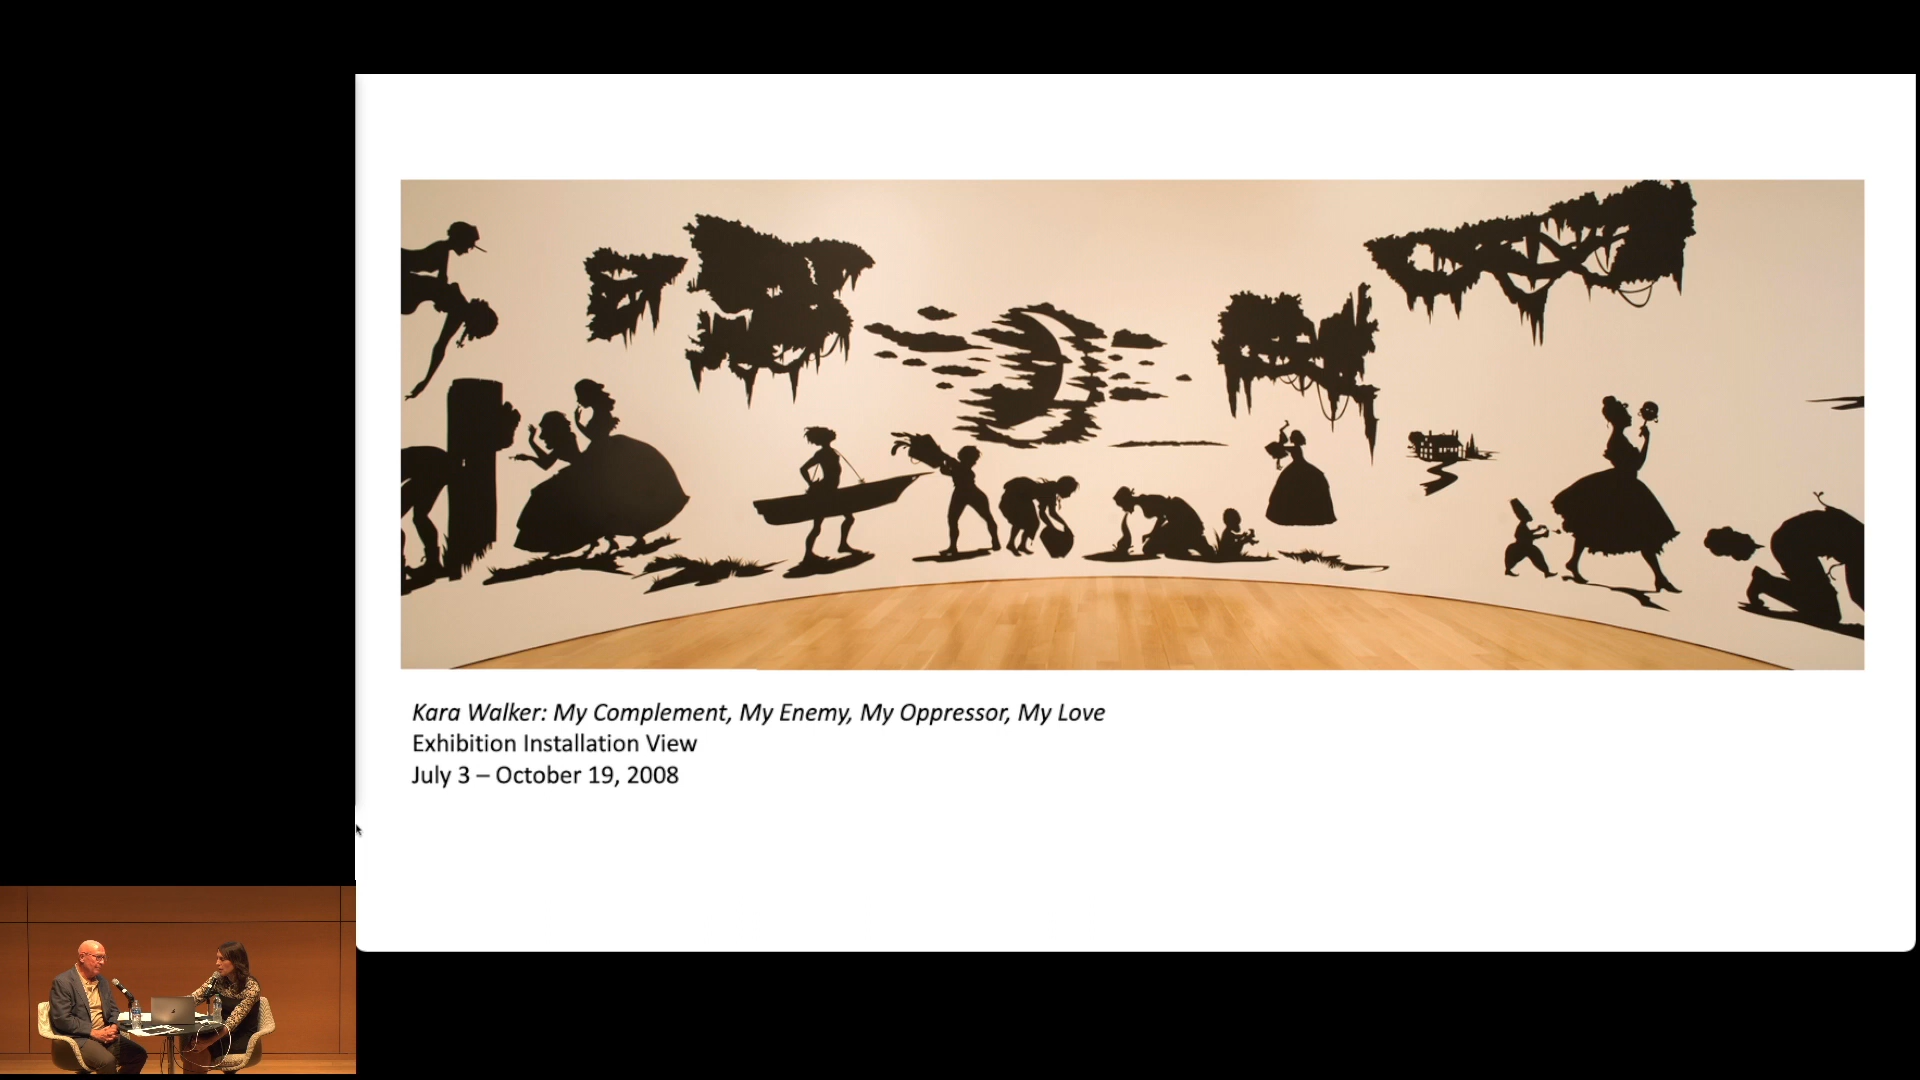 Kara Walker: My Complement, My Enemy, My Oppressor, My Love
Exhibition Installation View
July 3 – October 19, 2008